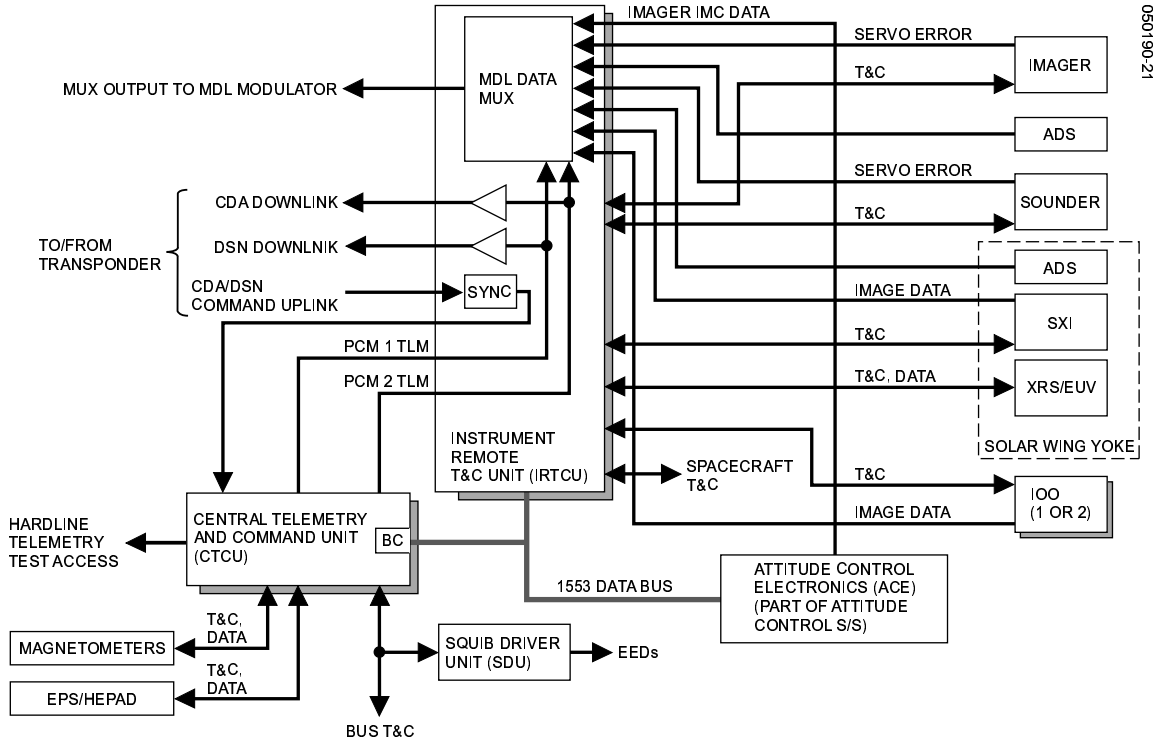 IMAGER IMC DATA
050190-21
SERVO ERROR
IMAGER
T&C
MDL DATA
MUX
MUX OUTPUT TO MDL MODULATOR
ADS
SERVO ERROR
SOUNDER
T&C
CDA DOWNLINK
DSN DOWNLNIK
TO/FROM
TRANSPONDER
CDA/DSN
COMMAND UPLINK
SYNC
ADS
IMAGE DATA
SXI
T&C
PCM 1 TLM
PCM 2 TLM
T&C, DATA
XRS/EUV
SOLAR WING YOKE
INSTRUMENT
REMOTE
T&C UNIT (IRTCU)
SPACECRAFT
T&C
T&C
IOO
(1 OR 2)
IMAGE DATA
HARDLINE
TELEMETRY
TEST ACCESS
CENTRAL TELEMETRY
AND COMMAND UNIT
(CTCU)
BC
1553 DATA BUS
ATTITUDE CONTROL
ELECTRONICS (ACE)
(PART OF ATTITUDE
CONTROL S/S)
T&C,
DATA
MAGNETOMETERS
T&C,
DATA
EPS/HEPAD
SQUIB DRIVER
UNIT (SDU)
EEDs
BUS T&C